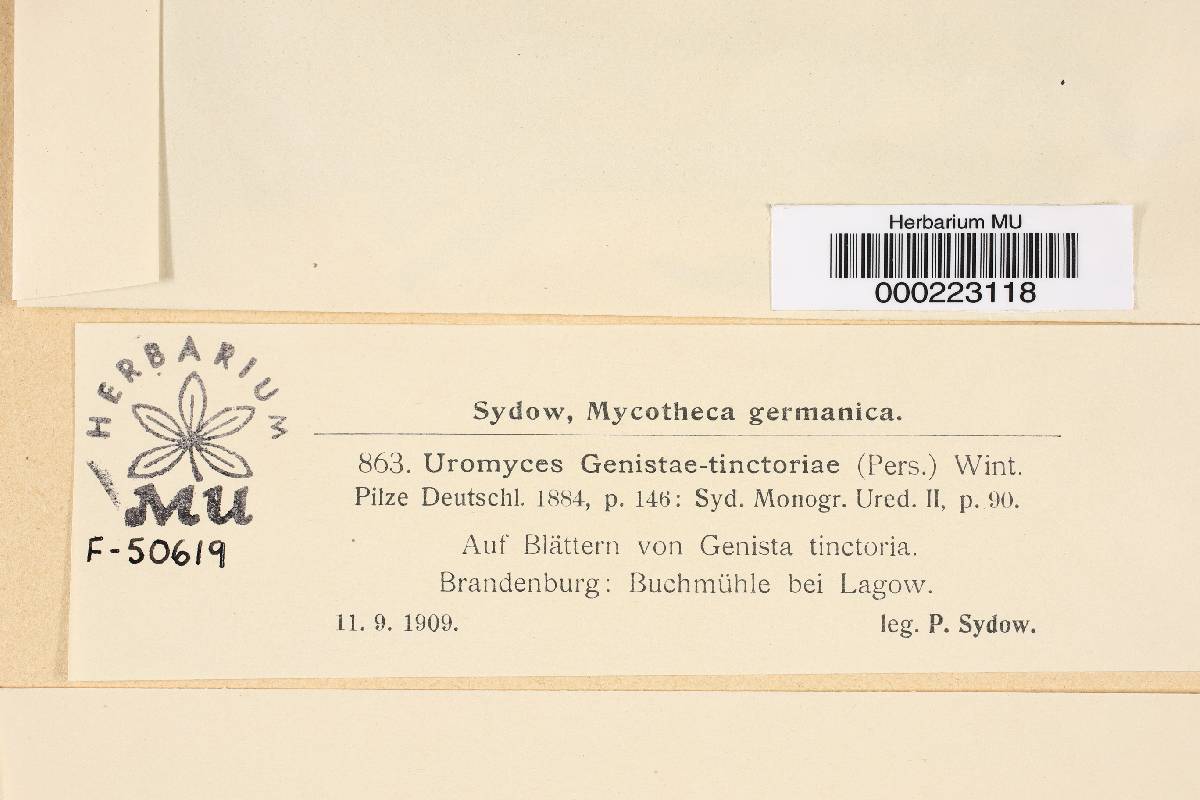 Herbarium MU
000223118
HERBARIUM
MU
F-50619
Sydow, Mycotheca germanica.
863. Uromyces Genistae-tinctoriae (Pers.) Wint.
Pilze Deutschl. 1884, p. 146: Syd. Monogr. Ured. II, p. 90.
Auf Blättern von Genista tinctoria.
Brandenburg: Buchmühle bei Lagow.
11. 9. 1909. leg. P. Sydow.